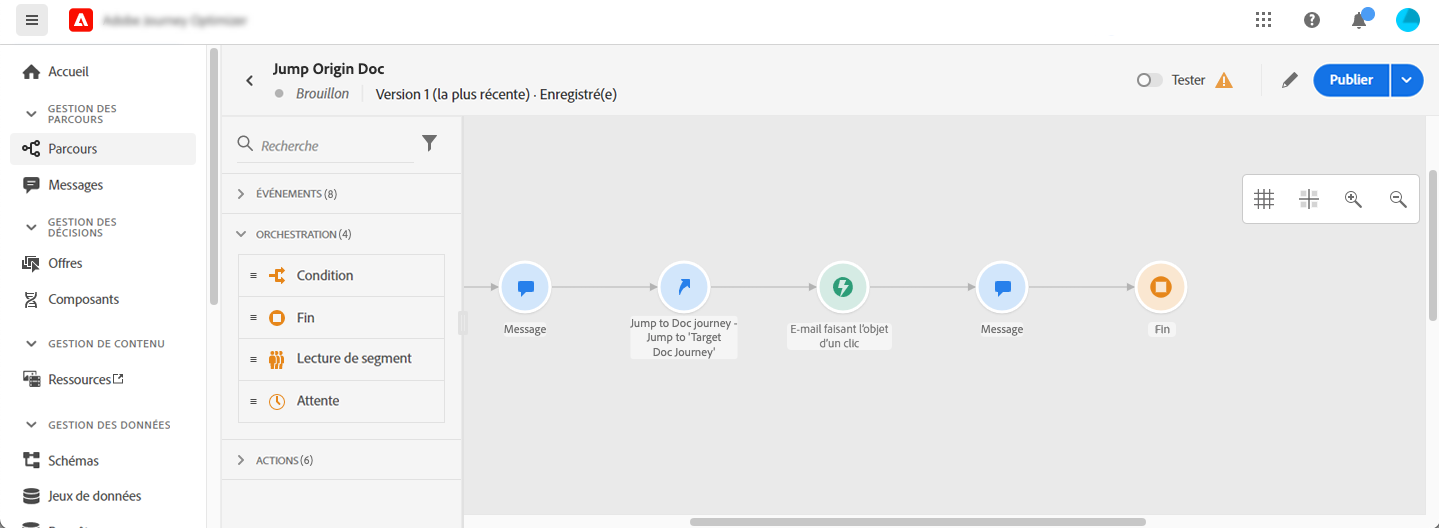 Jump Origin Doc
Brouillon
Version 1 (la plus récente) · Enregistré(e)
Tester
Publier
Accueil
GESTION DES
PARCOURS
Parcours
Messages
GESTION DES
DÉCISIONS
Offres
Composants
GESTION DE CONTENU
Ressources
GESTION DES DONNÉES
Schémas
Jeux de données
Recherche
ÉVÉNEMENTS (8)
ORCHESTRATION (4)
Condition
Fin
Lecture de segment
Attente
ACTIONS (6)
Message
Jump to Doc journey -
Jump to 'Target
Doc Journey'
E-mail faisant l'objet
d'un clic
Message
Fin